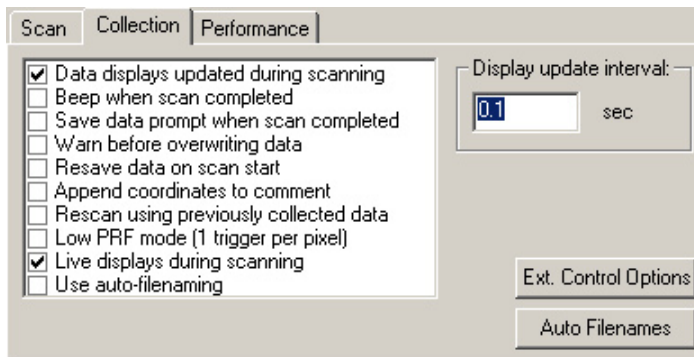 Scan Collection Performance
Data displays updated during scanning
Beep when scan completed
Save data prompt when scan completed
Warn before overwriting data
Resave data on scan start
Append coordinates to comment
Rescan using previously collected data
Low PRF mode (1 trigger per pixel)
Live displays during scanning
Use auto-filenaming
Display update interval:
0.1 sec
Ext. Control Options
Auto Filenames